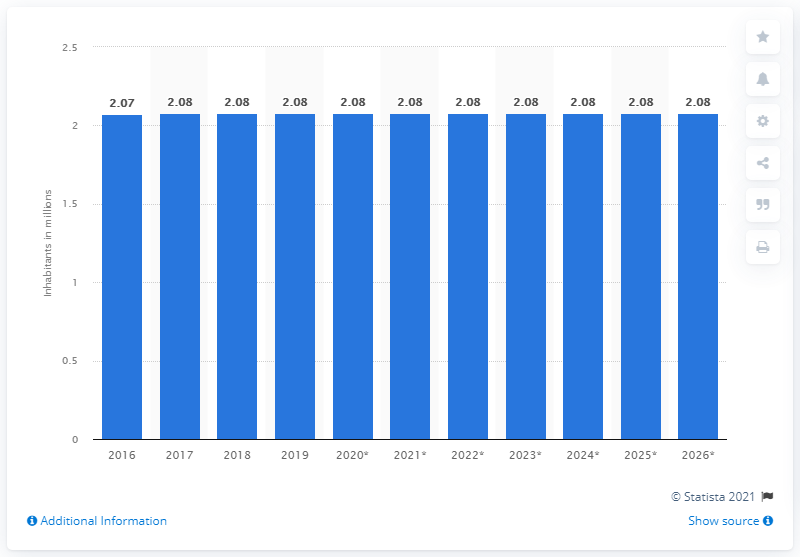 2.5
2
1.5
1
0.5
0
Inhabitants in millions
2.07 2.08 2.08 2.08 2.08 2.08 2.08 2.08 2.08 2.08 2.08
2016 2017 2018 2019 2020* 2021* 2022* 2023* 2024* 2025* 2026*
© Statista 2021
Additional Information
Show source